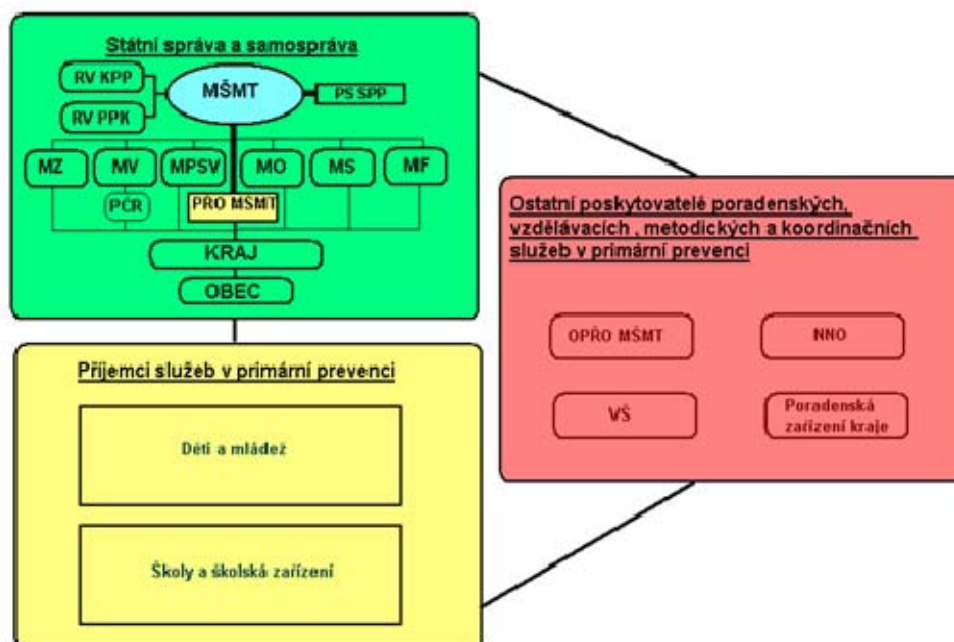 Státní správa a samospráva
RV KPP
MŠMT
PS SPP
RV PPK
MZ
MV
MPSV
MO
MS
MF
PČR
PŘO MŠMT
KRAJ
OBEC
Ostatní poskytovatelé poradenských,
vzdělávacích , metodických a koordinačních
služeb v primární prevenci
OPŘO MŠMT
NNO
VŠ
Poradenská
zařízení kraje
Příjemci služeb v primární prevenci
Děti a mládež
Školy a školská zařízení